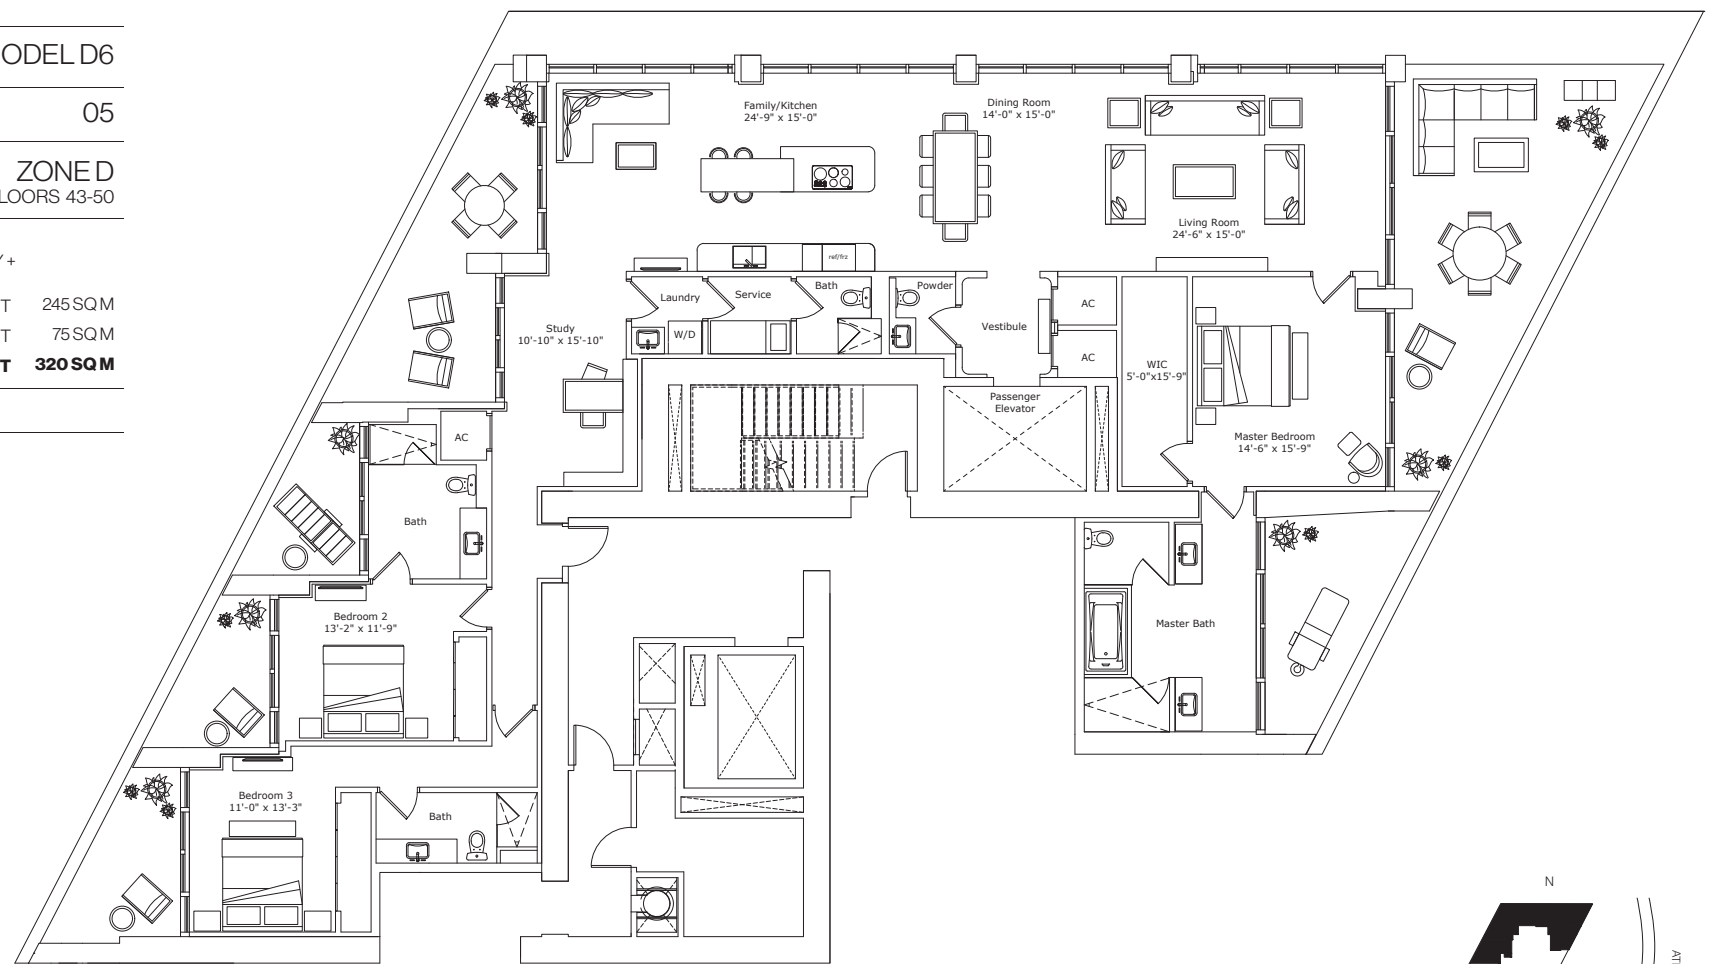 ODEL D6
05
ZONE D
LOORS 43-50
/ +
T 245 SQ M
T 75 SQ M
T 320 SQ M
Family/Kitchen
24'-9" x 15'-0"
Dining Room
14'-0" x 15'-0"
Living Room
24'-6" x 15'-0"
ref/frz
Laundry
Service
Bath
Powder
W/D
Study
10'-10" x 15'-10"
Vestibule
AC
AC
WIC
5'-0"x15'-9"
Passenger
Elevator
Master Bedroom
14'-6" x 15'-9"
AC
Bath
Bedroom 2
13'-2" x 11'-9"
Master Bath
Bedroom 3
11'-0" x 13'-3"
Bath
N